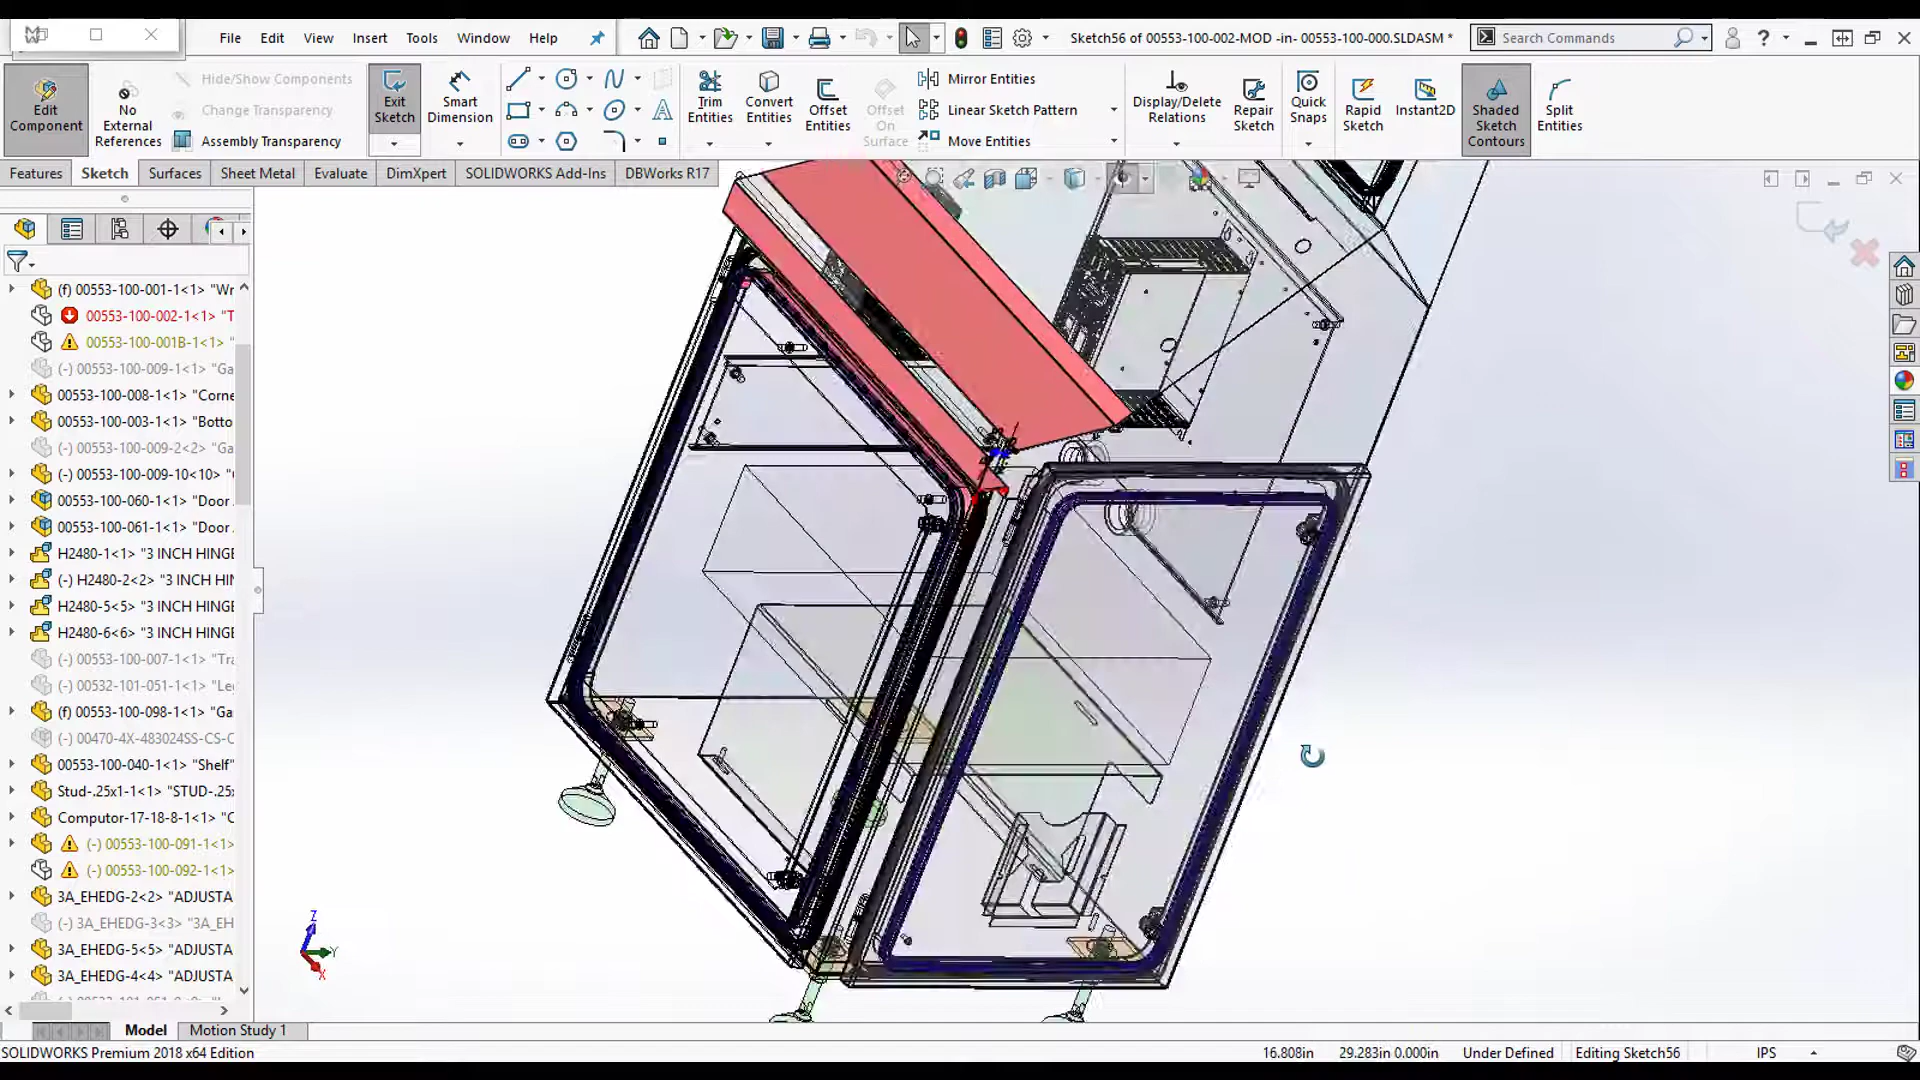 File Edit View Insert Tools Window Help
Sketch56 of 00553-100-002-MOD -in- 00553-100-000.SLDASM *
Search Commands
Edit Component
No External References
Hide/Show Components
Change Transparency
Assembly Transparency
Exit Sketch
Smart Dimension
Trim Entities
Convert Entities
Offset Entities
Offset On Surface
Mirror Entities
Linear Sketch Pattern
Move Entities
Display/Delete Relations
Repair Sketch
Quick Snaps
Rapid Sketch
Instant2D
Shaded Sketch Contours
Split Entities
Features Sketch Surfaces Sheet Metal Evaluate DimXpert SOLIDWORKS Add-Ins DBWorks R17
(f) 00553-100-001-1<1> "Wr
00553-100-002-1<1> "T
00553-100-001B-1<1> "
(-) 00553-100-009-1<1> "Ga
00553-100-008-1<1> "Corne
00553-100-003-1<1> "Botto
(-) 00553-100-009-2<2> "Ga
(-) 00553-100-009-10<10> "
00553-100-060-1<1> "Door
00553-100-061-1<1> "Door
H2480-1<1> "3 INCH HINGE
(-) H2480-2<2> "3 INCH HIN
H2480-5<5> "3 INCH HINGE
H2480-6<6> "3 INCH HINGE
(-) 00553-100-007-1<1> "Tra
(-) 00532-101-051-1<1> "Le
(f) 00553-100-098-1<1> "Ga
(-) 00470-4X-483024SS-CS-C
00553-100-040-1<1> "Shelf"
Stud-.25x1-1<1> "STUD-.25
Computor-17-18-8-1<1> "C
(-) 00553-100-091-1<1>
(-) 00553-100-092-1<1>
3A_EHEDG-2<2> "ADJUSTA
(-) 3A_EHEDG-3<3> "3A_EH
3A_EHEDG-5<5> "ADJUSTA
3A_EHEDG-4<4> "ADJUSTA
Z
Y
X
Model Motion Study 1
SOLIDWORKS Premium 2018 x64 Edition
16.808in 29.283in 0.000in Under Defined Editing Sketch56 IPS